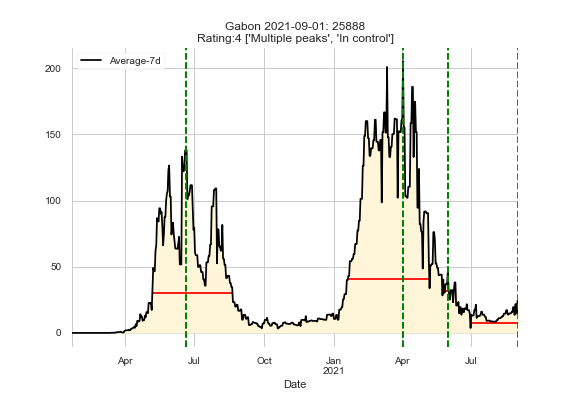 Gabon 2021-09-01: 25888
Rating:4 ['Multiple peaks', 'In control']
Average-7d
200
150
100
50
0
Apr
Jul
Oct
Jan
2021
Apr
Jul
Date